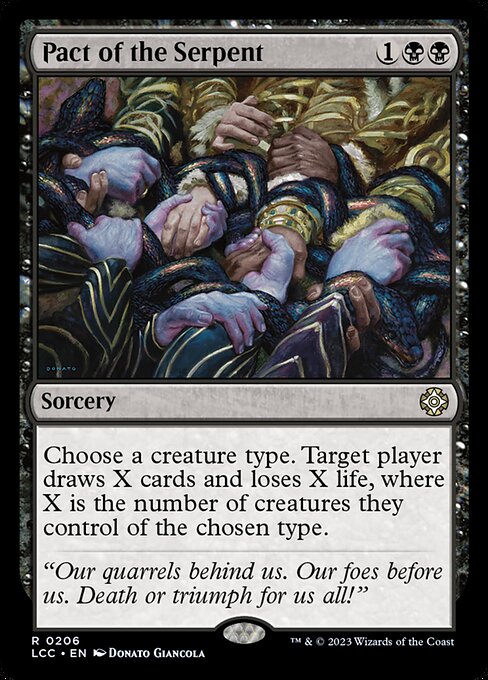 Pact of the Serpent 1
DONATO
Sorcery
Choose a creature type. Target player
draws X cards and loses X life, where
X is the number of creatures they
control of the chosen type.
“Our quarrels behind us. Our foes before
us. Death or triumph for us all!”
R 0206
LCC • EN DONATO GIANCOLA
™ & © 2023 Wizards of the Coast